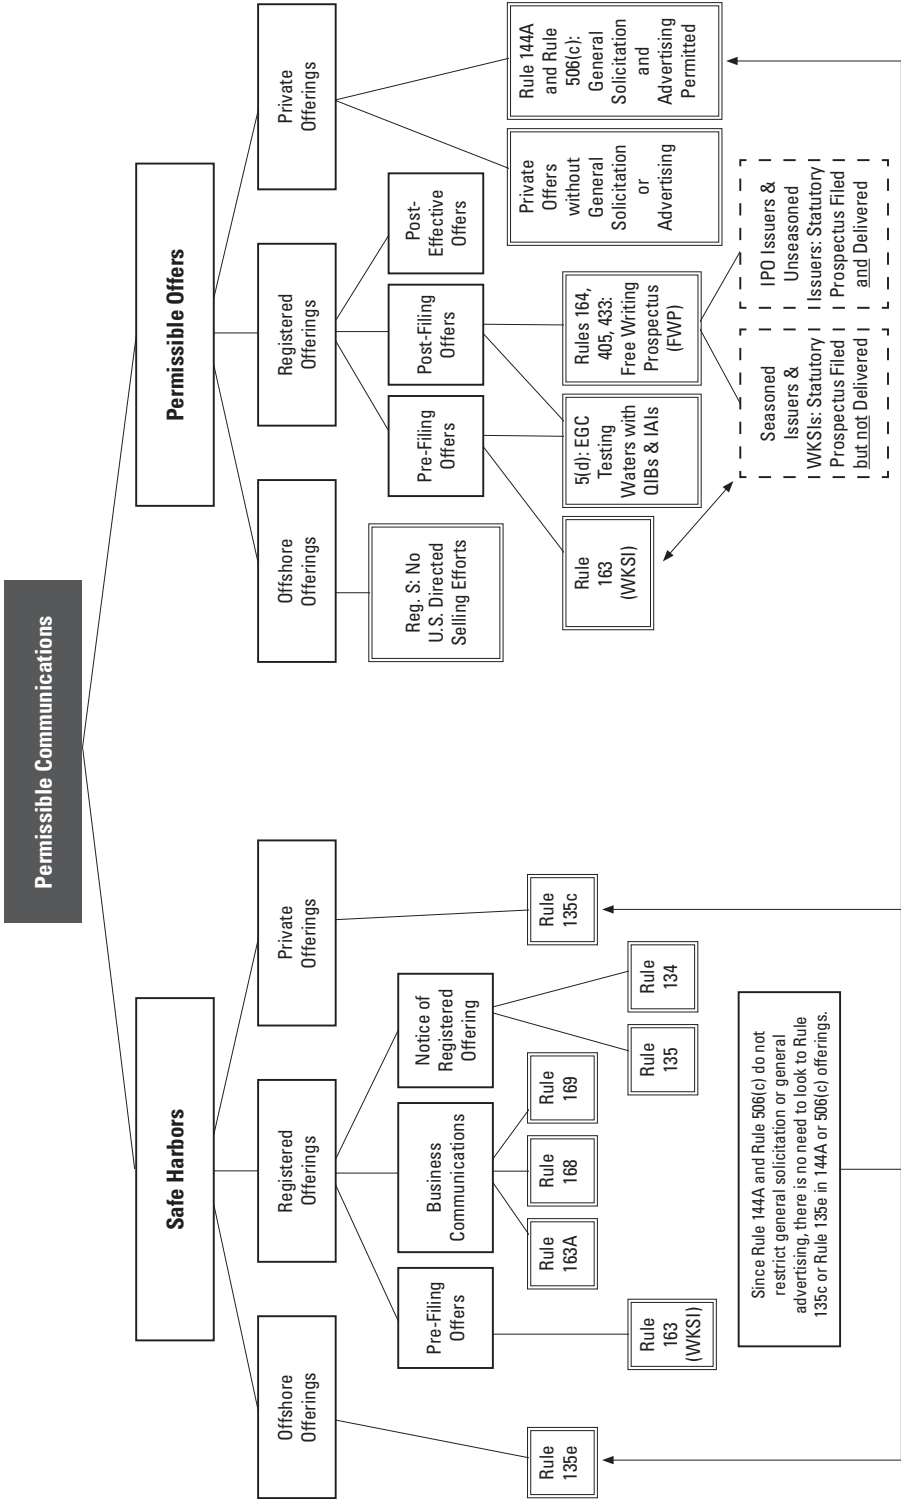 Permissible Communications
Safe Harbors
Permissible Offers
Offshore
Offerings
Registered
Offerings
Private
Offerings
Offshore
Offerings
Registered
Offerings
Private
Offerings
Pre-Filing
Offers
Business
Communications
Notice of
Registered
Offering
Reg. S: No
U.S. Directed
Selling Efforts
Pre-Filing
Offers
Post-Filing
Offers
Post-
Effective
Offers
Rule
135e
Rule
163A
Rule
168
Rule
169
Rule
135c
Rule
163
(WKSI)
5(d): EGC
Testing
Waters with
QIBs & IAIs
Rules 164,
405, 433:
Free Writing
Prospectus
(FWP)
Private
Offers
without
General
Solicitation
or
Advertising
Rule 144A
and Rule
506(c):
General
Solicitation
and
Advertising
Permitted
Rule
163
(WKSI)
Rule
135
Rule
134
Since Rule 144A and Rule 506(c) do not
restrict general solicitation or general
advertising, there is no need to look to Rule
135c or Rule 135e in 144A or 506(c) offerings.
Seasoned
Issuers &
WKSIs: Statutory
Prospectus Filed
but not Delivered
IPO Issuers &
Unseasoned
Issuers: Statutory
Prospectus Filed
and Delivered